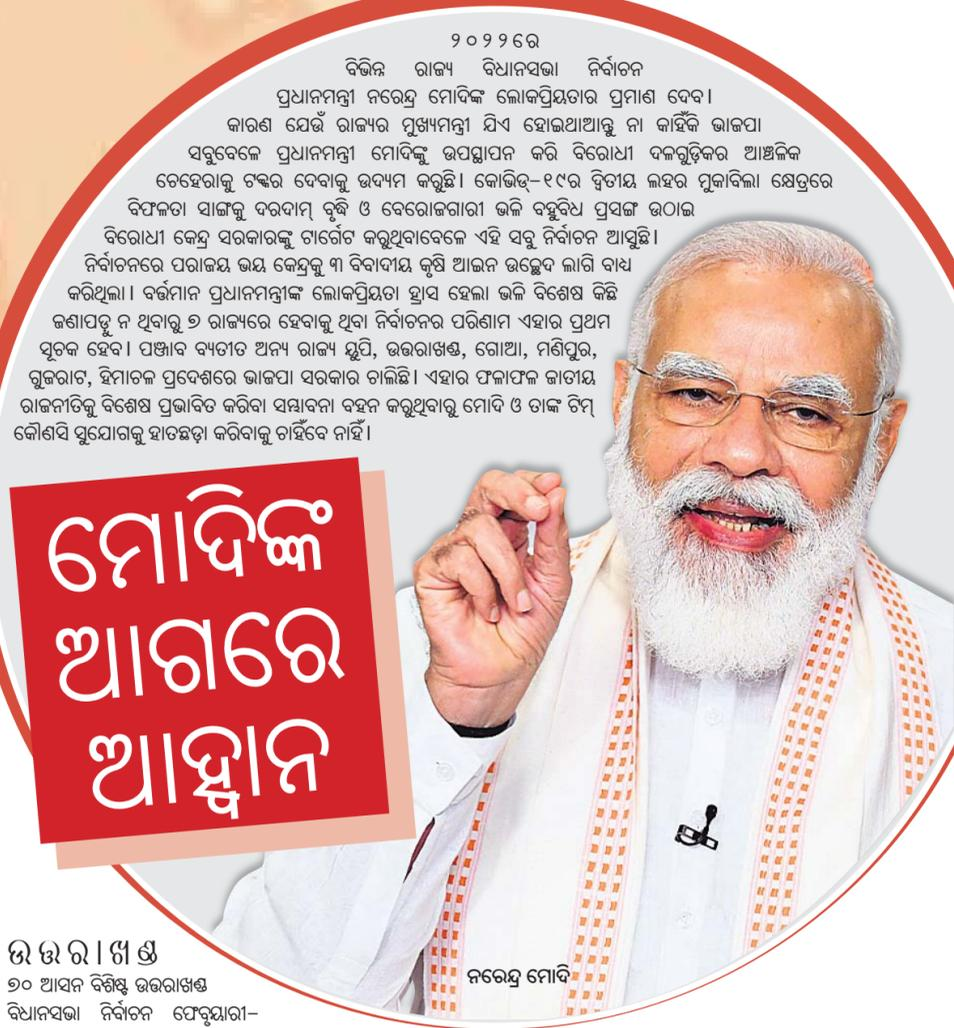 ୨୦୨୨ରେ
ବିଭିନ୍ନ ରାଜ୍ୟ ବିଧାନସଭା ନିର୍ବାଚନ
ପ୍ରଧାନମନ୍ତ୍ରୀ ନରେନ୍ଦ୍ର ମୋଦିଙ୍କ ଲୋକପ୍ରିୟତାର ପ୍ରମାଣ ଦେବ।
କାରଣ ଯେଉଁ ରାଜ୍ୟର ମୁଖ୍ୟମନ୍ତ୍ରୀ ଯିଏ ହୋଇଥାଆନ୍ତୁ ନା କାହିଁକି ଭାଜପା
ସବୁବେଳେ ପ୍ରଧାନମନ୍ତ୍ରୀ ମୋଦିଙ୍କୁ ଉପସ୍ଥାପନ କରି ବିରୋଧୀ ଦଳଗୁଡ଼ିକର ଆଞ୍ଚଳିକ
ଚେହେରାକୁ ଟକ୍କର ଦେବାକୁ ଉଦ୍ୟମ କରୁଛି। କୋଭିଡ୍-୧୯ର ଦ୍ୱିତୀୟ ଲହର ମୁକାବିଲା କ୍ଷେତ୍ରରେ
ବିଫଳତା ସାଙ୍ଗକୁ ଦରଦାମ୍ ବୃଦ୍ଧି ଓ ବେରୋଜଗାରୀ ଭଳି ବହୁବିଧ ପ୍ରସଙ୍ଗ ଉଠାଇ
ବିରୋଧୀ କେନ୍ଦ୍ର ସରକାରଙ୍କୁ ଟାର୍ଗେଟ କରୁଥିବାବେଳେ ଏହି ସବୁ ନିର୍ବାଚନ ଆସୁଛି।
ନିର୍ବାଚନରେ ପରାଜୟ ଭୟ କେନ୍ଦ୍ରକୁ ୩ ବିବାଦୀୟ କୃଷି ଆଇନ ଉଚ୍ଛେଦ ଲାଗି ବାଧ୍ୟ
କରିଥିଲା। ବର୍ତ୍ତମାନ ପ୍ରଧାନମନ୍ତ୍ରୀଙ୍କ ଲୋକପ୍ରିୟତା ହ୍ରାସ ହେଲା ଭଳି ବିଶେଷ କିଛି
ଜଣାପଡ଼ୁ ନ ଥିବାରୁ ୭ ରାଜ୍ୟରେ ହେବାକୁ ଥିବା ନିର୍ବାଚନର ପରିଣାମ ଏହାର ପ୍ରଥମ
ସୂଚକ ହେବ। ପଞ୍ଜାବ ବ୍ୟତୀତ ଅନ୍ୟ ରାଜ୍ୟ ୟୁପି, ଉତ୍ତରାଖଣ୍ଡ, ଗୋଆ, ମଣିପୁର,
ଗୁଜରାଟ, ହିମାଚଳ ପ୍ରଦେଶରେ ଭାଜପା ସରକାର ଚାଲିଛି। ଏହାର ଫଳାଫଳ ଜାତୀୟ
ରାଜନୀତିକୁ ବିଶେଷ ପ୍ରଭାବିତ କରିବା ସମ୍ଭାବନା ବହନ କରୁଥିବାରୁ ମୋଦି ଓ ତାଙ୍କ ଟିମ୍
କୌଣସି ସୁଯୋଗକୁ ହାତଛଡ଼ା କରିବାକୁ ଚାହିଁବେ ନାହିଁ।
ମୋଦିଙ୍କ
ଆଗରେ
ଆହ୍ୱାନ
ନରେନ୍ଦ୍ର ମୋଦି
ଉତ୍ତରାଖଣ୍ଡ
୭୦ ଆସନ ବିଶିଷ୍ଟ ଉତ୍ତରାଖଣ୍ଡ
ବିଧାନସଭା ନିର୍ବାଚନ ଫେବୃୟାରୀ-